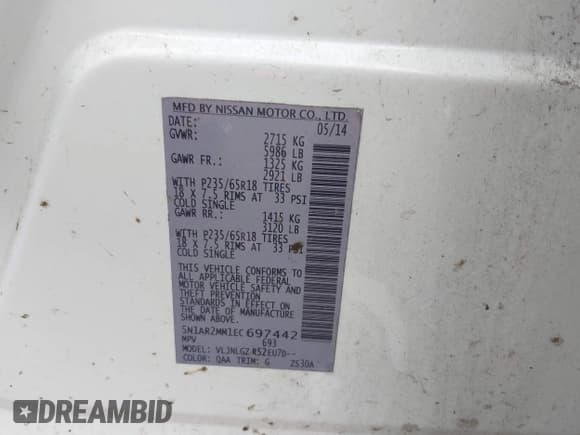 MFD BY NISSAN MOTOR CO., LTD.
DATE: 05/14
GVWR: 2715 KG
5986 LB
GAWR FR.: 1325 KG
2921 LB
WITH P235/65R18 TIRES
18 X 7.5 RIMS AT 33 PSI
COLD SINGLE
GAWR RR.: 1415 KG
3120 LB
WITH P235/65R18 TIRES
18 X 7.5 RIMS AT 33 PSI
COLD SINGLE
THIS VEHICLE CONFORMS TO
ALL APPLICABLE FEDERAL
MOTOR VEHICLE SAFETY AND
THEFT PREVENTION
STANDARDS IN EFFECT ON
THE DATE OF MANUFACTURE
SHOWN ABOVE.
5N1AR2MM1EC697442
MPV 693
MODEL: VLJNLGZ R52EU7D--
COLOR: QAA TRIM: G ZS30A
DREAMBID